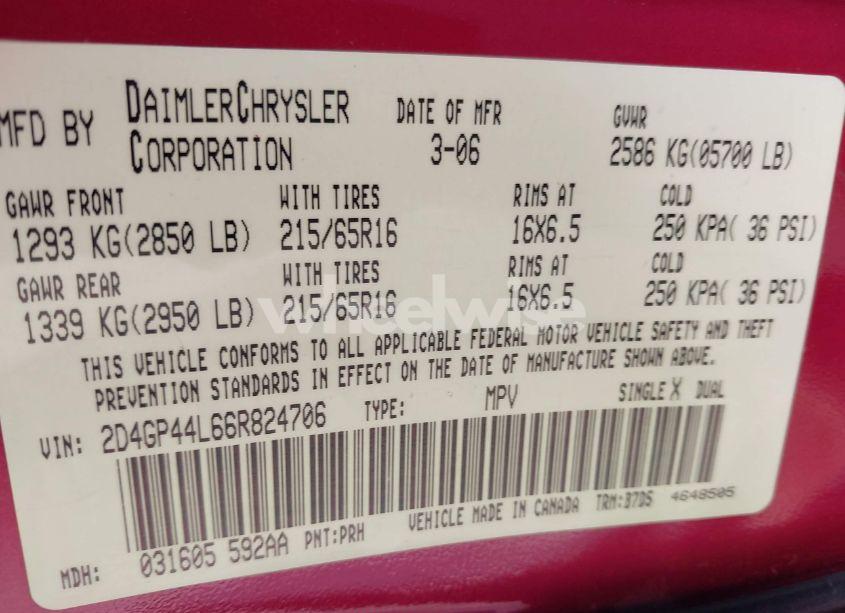 MFD BY DAIMLERCHRYSLER CORPORATION DATE OF MFR 3-06 GVWR 2586 KG(05700 LB)
GAWR FRONT WITH TIRES RIMS AT COLD
1293 KG(2850 LB) 215/65R16 16X6.5 250 KPA( 36 PSI)
GAWR REAR WITH TIRES RIMS AT COLD
1339 KG(2950 LB) 215/65R16 16X6.5 250 KPA( 36 PSI)
THIS VEHICLE CONFORMS TO ALL APPLICABLE FEDERAL MOTOR VEHICLE SAFETY AND THEFT
PREVENTION STANDARDS IN EFFECT ON THE DATE OF MANUFACTURE SHOWN ABOVE.
VIN: 2D4GP44L66R824706 TYPE: MPV SINGLE X DUAL
MDH: 031605 592AA PNT:PRH VEHICLE MADE IN CANADA TRM:B7DS 4648505
wheelwise